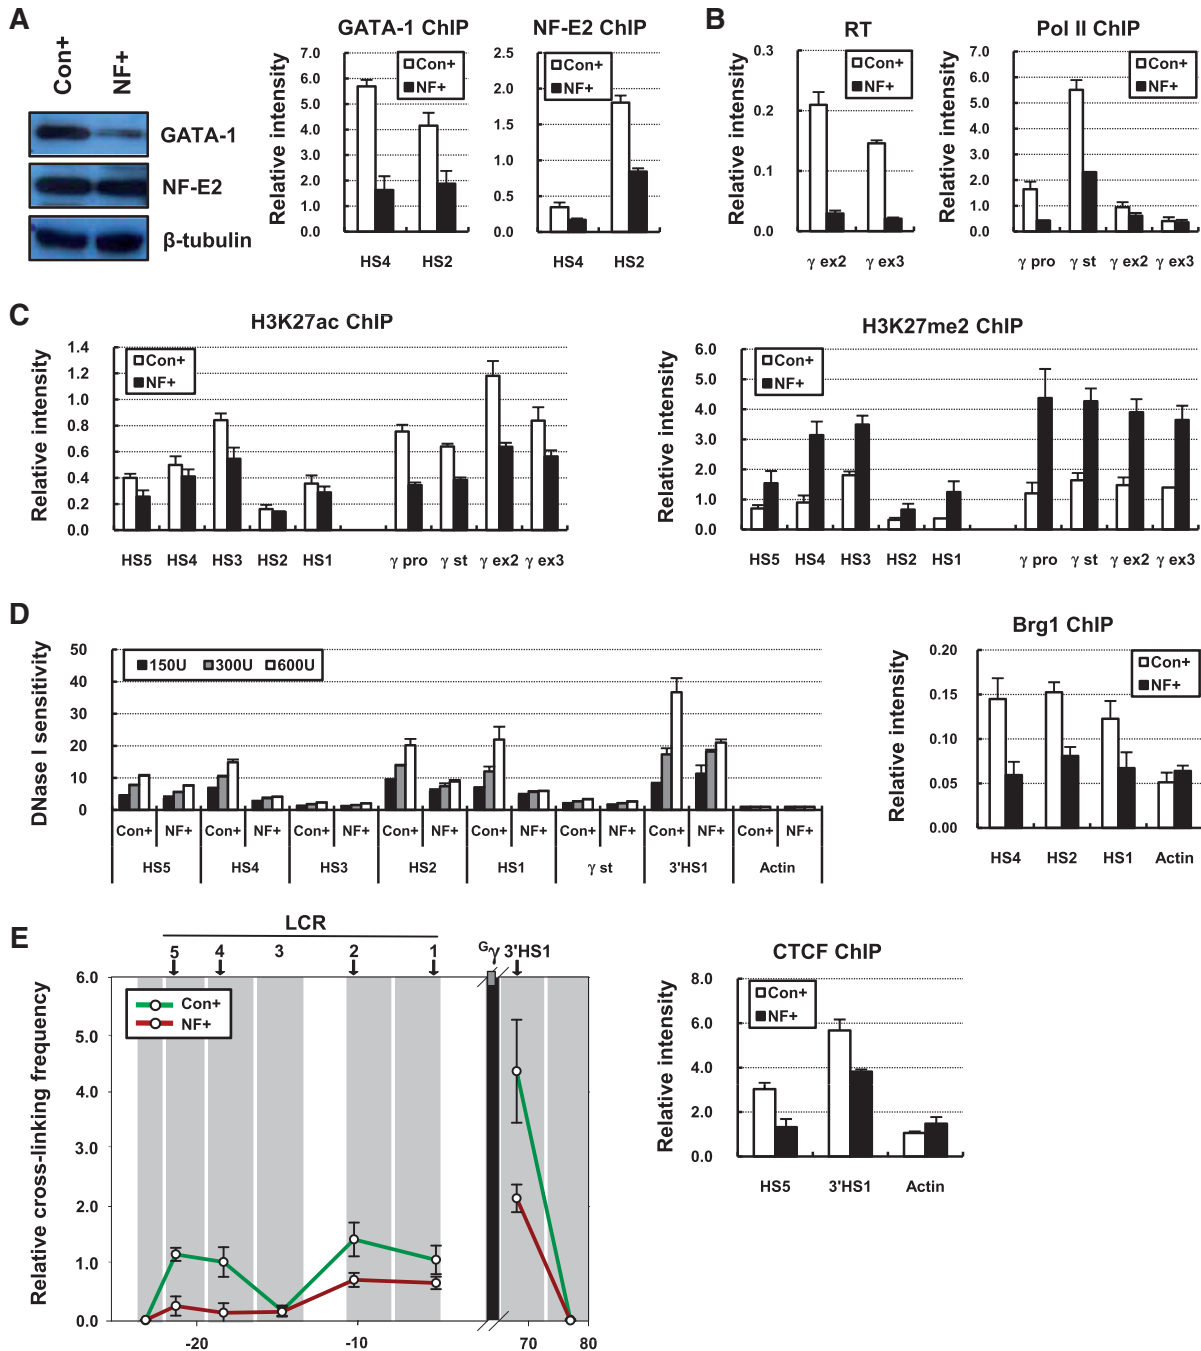 A
Con+
NF+
GATA-1
NF-E2
β-tubulin
GATA-1 ChIP
Relative intensity
7.0
6.0
5.0
4.0
3.0
2.0
1.0
0.0
Con+
NF+
HS4 HS2
NF-E2 ChIP
Relative intensity
2.5
2.0
1.5
1.0
0.5
0.0
Con+
NF+
HS4 HS2
B
RT
Relative intensity
0.3
0.2
0.1
0.0
Con+
NF+
γ ex2 γ ex3
Pol II ChIP
Relative intensity
7.0
6.0
5.0
4.0
3.0
2.0
1.0
0.0
Con+
NF+
γ pro γ st γ ex2 γ ex3
C
H3K27ac ChIP
Relative intensity
1.4
1.2
1.0
0.8
0.6
0.4
0.2
0.0
Con+
NF+
HS5 HS4 HS3 HS2 HS1 γ pro γ st γ ex2 γ ex3
H3K27me2 ChIP
Relative intensity
6.0
5.0
4.0
3.0
2.0
1.0
0.0
Con+
NF+
HS5 HS4 HS3 HS2 HS1 γ pro γ st γ ex2 γ ex3
D
DNase I sensitivity
50
40
30
20
10
0
150U 300U 600U
Con+ NF+ Con+ NF+ Con+ NF+ Con+ NF+ Con+ NF+ Con+ NF+ Con+ NF+ Con+ NF+
HS5 HS4 HS3 HS2 HS1 γ st 3'HS1 Actin
Brg1 ChIP
Relative intensity
0.20
0.15
0.10
0.05
0.00
Con+
NF+
HS4 HS2 HS1 Actin
E
LCR
5 4 3 2 1 Gγ 3'HS1
Relative cross-linking frequency
6.0
5.0
4.0
3.0
2.0
1.0
0.0
Con+
NF+
-20 -10 70 80
CTCF ChIP
Relative intensity
8.0
6.0
4.0
2.0
0.0
Con+
NF+
HS5 3'HS1 Actin